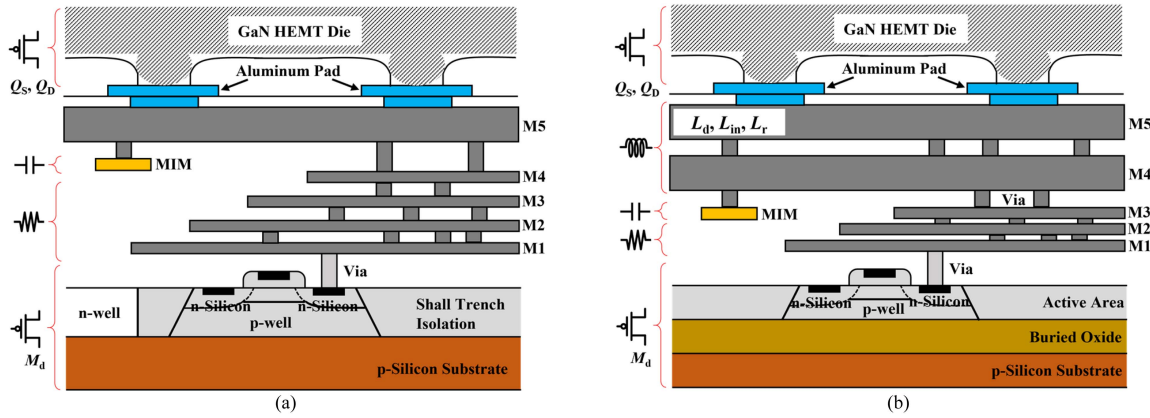 GaN HEMT Die
Aluminum Pad
Q_S, Q_D
M5
MIM
M4
M3
M2
M1
Via
n-well
n-Silicon
n-Silicon
p-well
Shall Trench
Isolation
M_d
p-Silicon Substrate
(a)
GaN HEMT Die
Aluminum Pad
Q_S, Q_D
L_d, L_in, L_r
M5
M4
Via
MIM
M3
M2
M1
Via
n-Silicon
n-Silicon
p-well
Active Area
Buried Oxide
M_d
p-Silicon Substrate
(b)